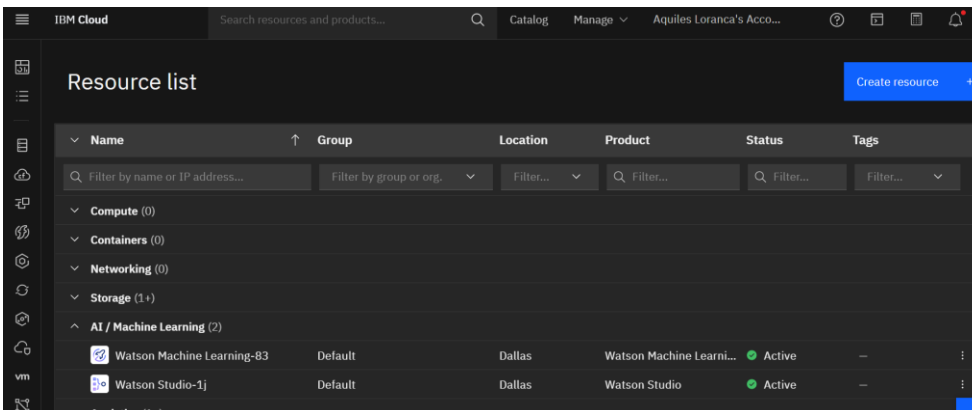 IBM Cloud Search resources and products... Catalog Manage Aquiles Loranca's Acco...
Resource list
Create resource +
Name Group Location Product Status Tags
Filter by name or IP address... Filter by group or org. Filter... Filter... Filter... Filter...
Compute (0)
Containers (0)
Networking (0)
Storage (1+)
AI / Machine Learning (2)
Watson Machine Learning-83 Default Dallas Watson Machine Learni... Active –
Watson Studio-1j Default Dallas Watson Studio Active –
vm